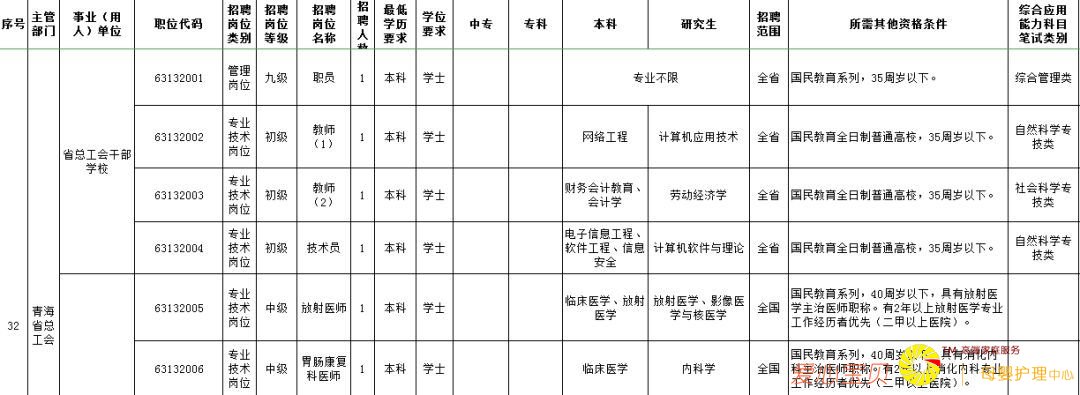 序号 主管部门 事业（用人）单位 职位代码 招聘岗位类别 招聘岗位等级 招聘岗位名称 招聘人数 最低学历要求 学位要求 中专 专科 本科 研究生 招聘范围 所需其他资格条件 综合应用能力科目笔试类别
32 青海省总工会
省总工会干部学校
63132001 管理岗位 九级 职员 1 本科 学士 专业不限 全省 国民教育系列，35周岁以下。 综合管理类
63132002 专业技术岗位 初级 教师（1） 1 本科 学士 网络工程 计算机应用技术 全省 国民教育全日制普通高校，35周岁以下。 自然科学专技类
63132003 专业技术岗位 初级 教师（2） 1 本科 学士 财务会计教育、会计学 劳动经济学 全省 国民教育全日制普通高校，35周岁以下。 社会科学专技类
63132004 专业技术岗位 初级 技术员 1 本科 学士 电子信息工程、软件工程、信息安全 计算机软件与理论 全省 国民教育全日制普通高校，35周岁以下。 自然科学专技类
63132005 专业技术岗位 中级 放射医师 1 本科 学士 临床医学、放射医学 放射医学、影像医学与核医学 全国 国民教育系列，40周岁以下，具有放射医学主治医师职称。有2年以上放射医学专业工作经历者优先（二甲以上医院）。
63132006 专业技术岗位 中级 胃肠康复科医师 1 本科 学士 临床医学 内科学 全国 国民教育系列，40周岁以下，具有消化内科主治医师职称。有2年以上消化内科专业工作经历者优先（二甲以上医院）。
TM 高端家庭服务
母婴护理中心